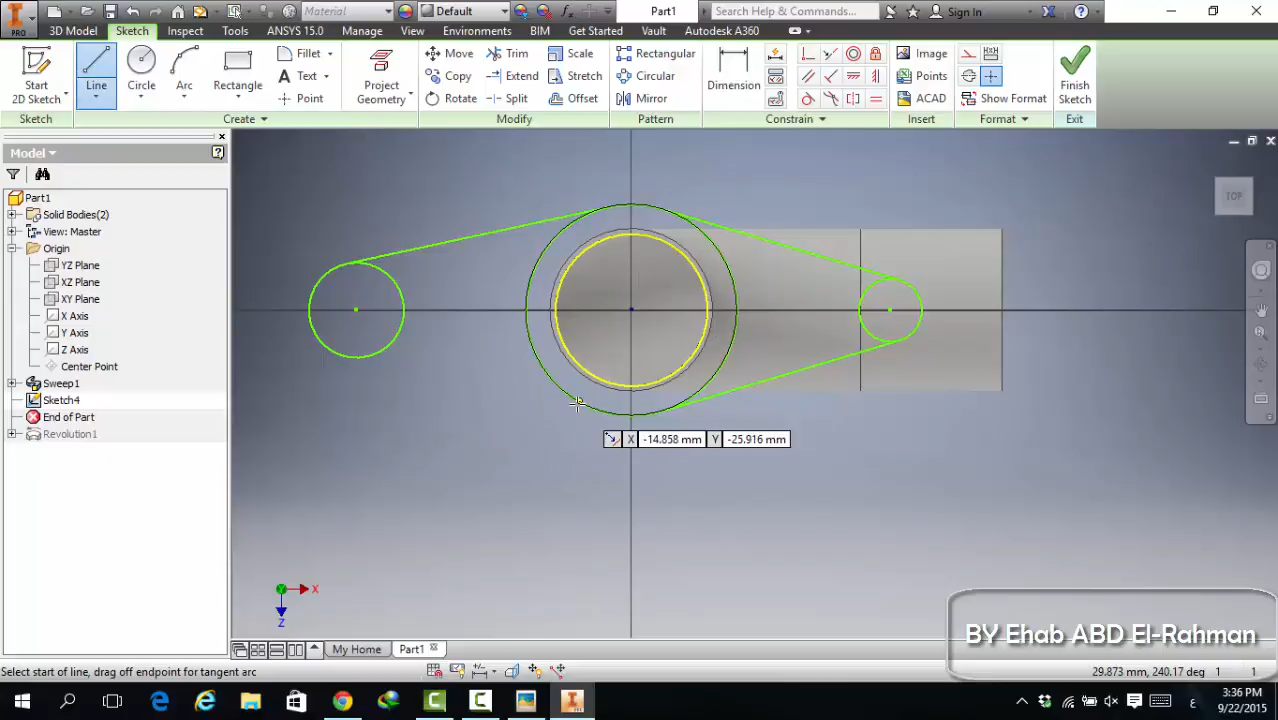 PRO
Material
Default
Part1
Search Help & Commands...
Sign In
3D Model
Sketch
Inspect
Tools
ANSYS 15.0
Manage
View
Environments
BIM
Get Started
Vault
Autodesk A360
Start
2D Sketch
Line
Circle
Arc
Rectangle
Fillet
Text
Point
Project
Geometry
Move
Copy
Rotate
Trim
Extend
Split
Scale
Stretch
Offset
Rectangular
Circular
Mirror
Dimension
Image
Points
ACAD
Show Format
Finish
Sketch
Sketch
Create
Modify
Pattern
Constrain
Insert
Format
Exit
Model
Part1
Solid Bodies(2)
View: Master
Origin
YZ Plane
XZ Plane
XY Plane
X Axis
Y Axis
Z Axis
Center Point
Sweep1
Sketch4
End of Part
Revolution1
TOP
X -14.858 mm Y -25.916 mm
X
Z
BY Ehab ABD El-Rahman
My Home
Part1
Select start of line, drag off endpoint for tangent arc
29.873 mm, 240.17 deg 1 1
ع
3:36 PM
9/22/2015